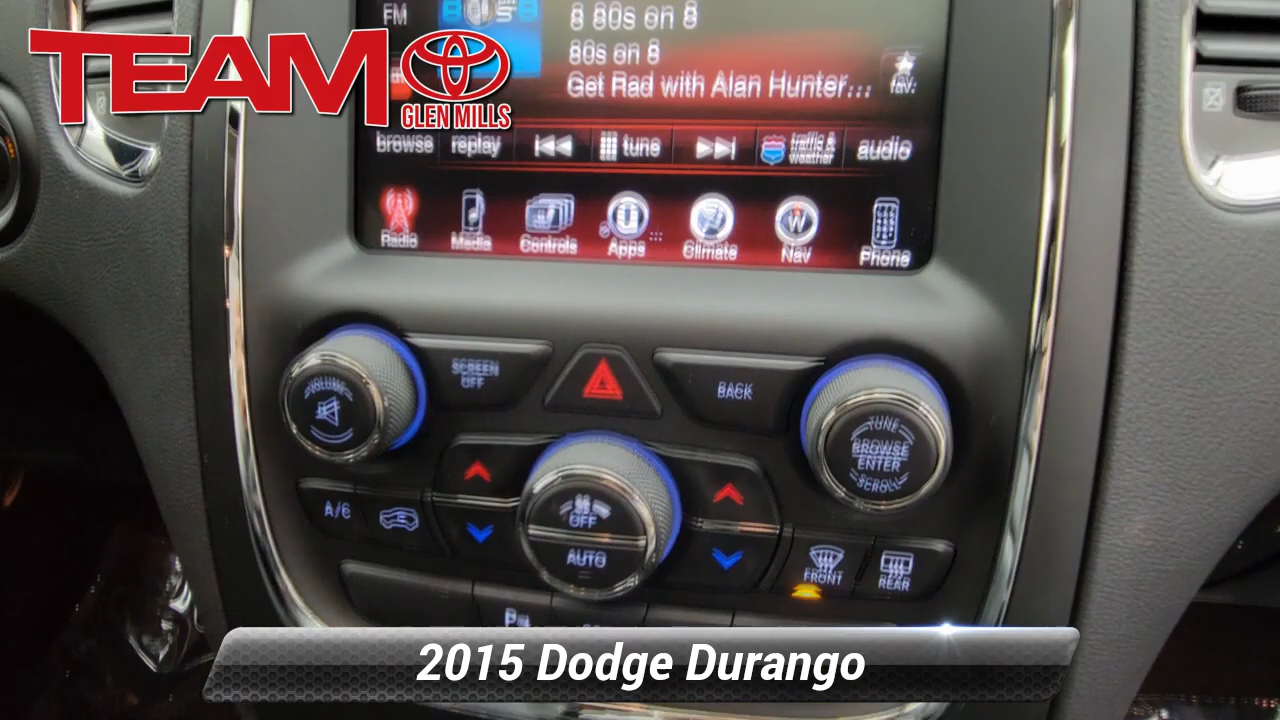 TEAM
GLEN MILLS
FM
8 80s on 8
80s on 8
Get Rad with Alan Hunter...
fav.
browse replay tune traffic & weather audio
Radio Media Controls Apps Climate Nav Phone
VOLUME
SCREEN
OFF
BACK
TUNE
BROWSE
ENTER
SCROLL
A/C
OFF
AUTO
FRONT
REAR
2015 Dodge Durango